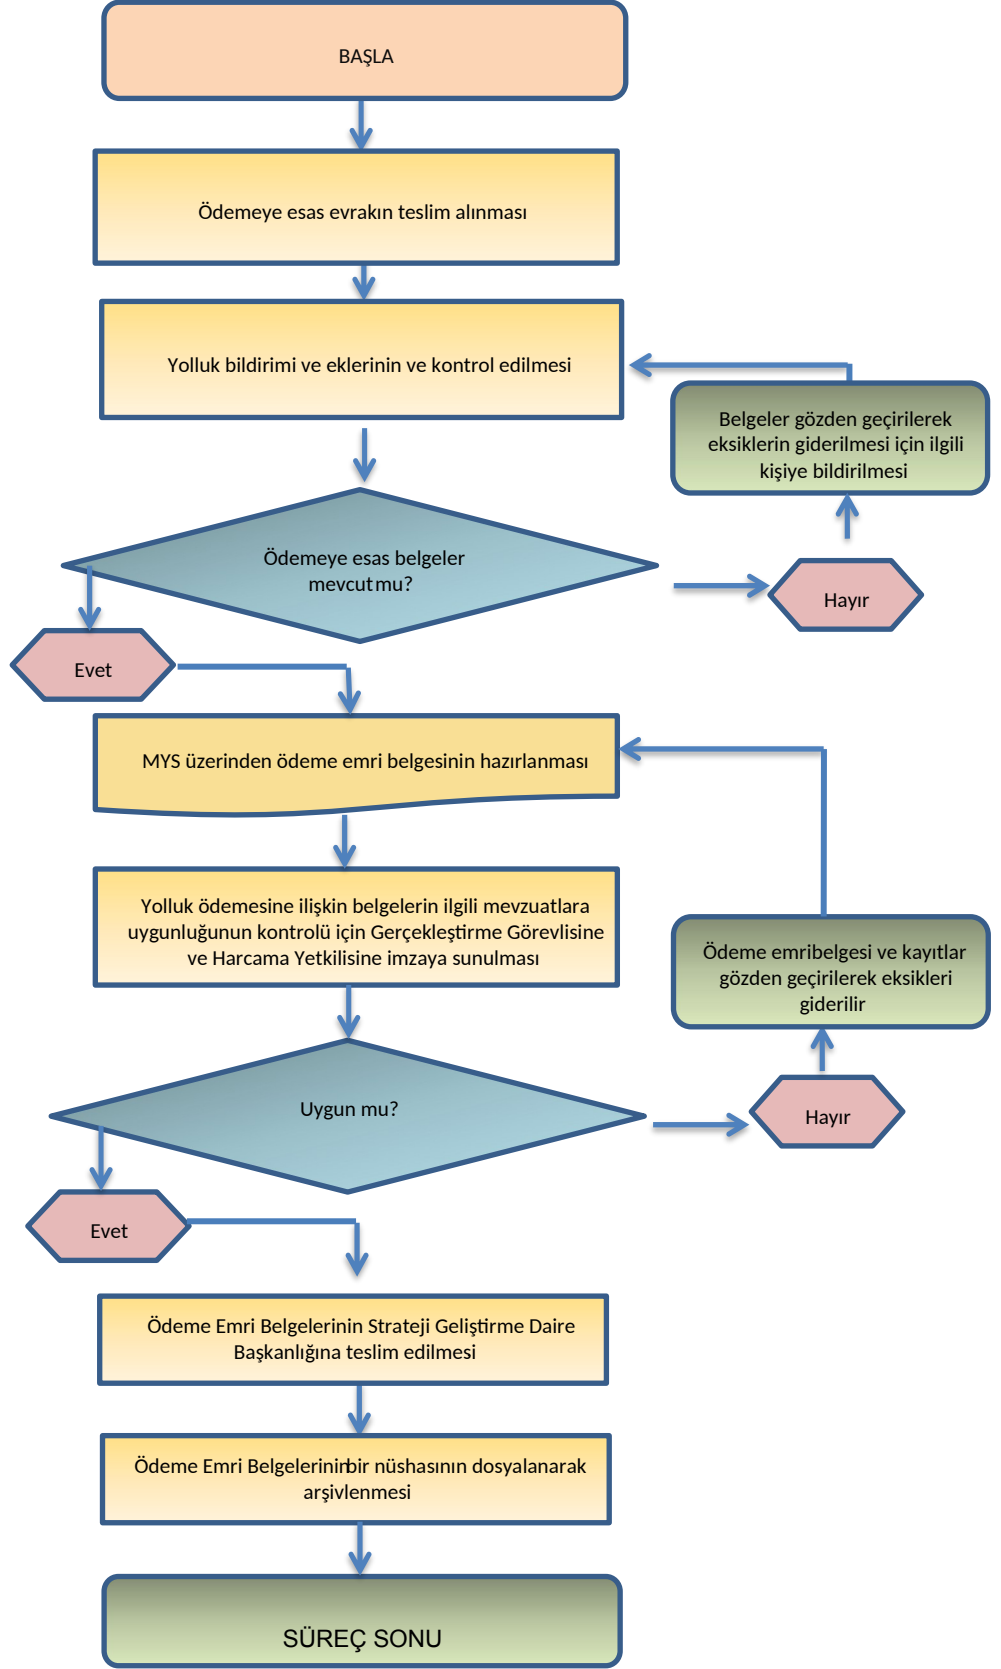 BAŞLA
Ödemeye esas evrakın teslim alınması
Yolluk bildirimi ve eklerinin ve kontrol edilmesi
Belgeler gözden geçirilerek
eksiklerin giderilmesi için ilgili
kişiye bildirilmesi
Ödemeye esas belgeler
mevcut mu?
Hayır
Evet
MYS üzerinden ödeme emri belgesinin hazırlanması
Yolluk ödemesine ilişkin belgelerin ilgili mevzuatlara
uygunluğunun kontrolü için Gerçekleştirme Görevlisine
ve Harcama Yetkilisine imzaya sunulması
Ödeme emribelgesi ve kayıtlar
gözden geçirilerek eksikleri
giderilir
Uygun mu?
Hayır
Evet
Ödeme Emri Belgelerinin Strateji Geliştirme Daire
Başkanlığına teslim edilmesi
Ödeme Emri Belgelerininbir nüshasının dosyalanarak
arşivlenmesi
SÜREÇ SONU